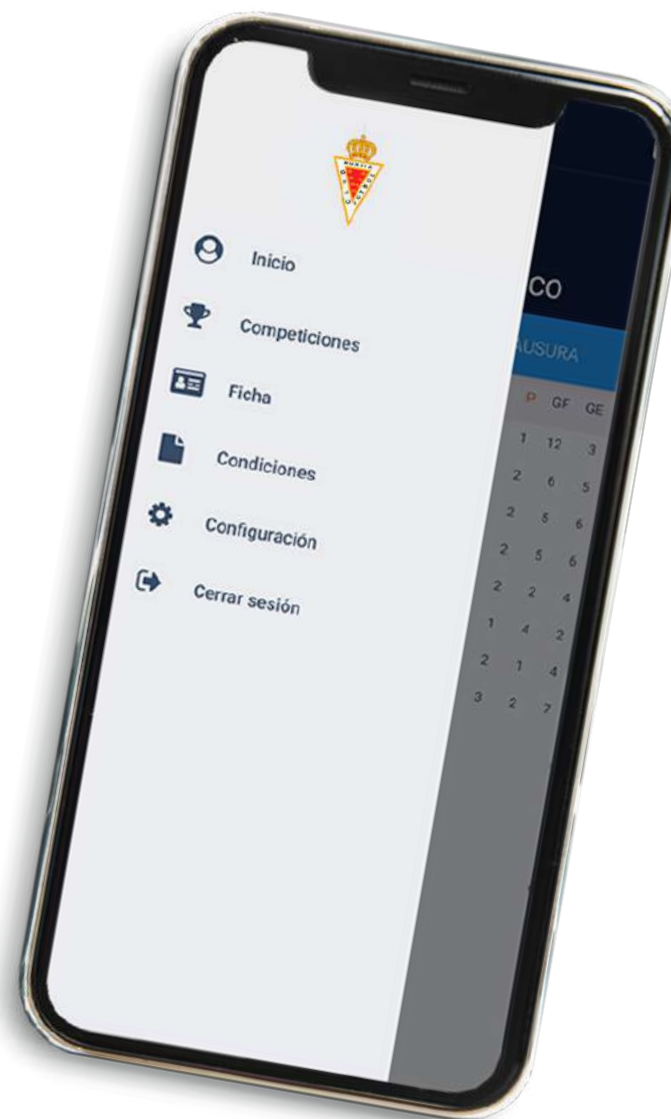 Inicio
Competiciones
Ficha
Condiciones
Configuración
Cerrar sesión
CO
AUSURA
P GF GE
1 12 3
2 6 5
2 5 6
2 5 6
2 2 4
1 4 2
2 1 4
3 2 7